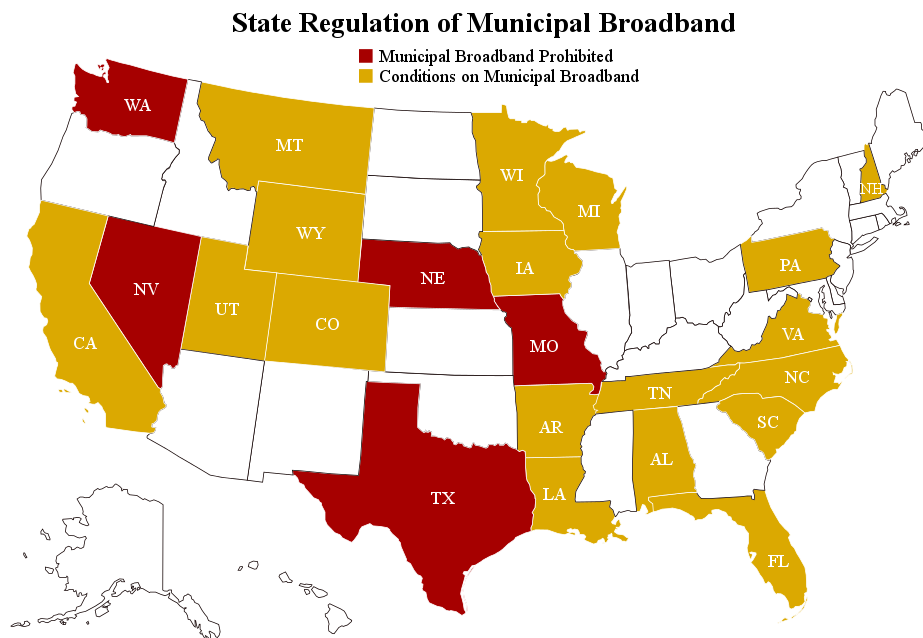 State Regulation of Municipal Broadband
Municipal Broadband Prohibited
Conditions on Municipal Broadband
WA
MT
WI
NH
MI
WY
PA
IA
NE
NV
UT
CO
VA
CA
MO
NC
TN
SC
AR
AL
LA
TX
FL